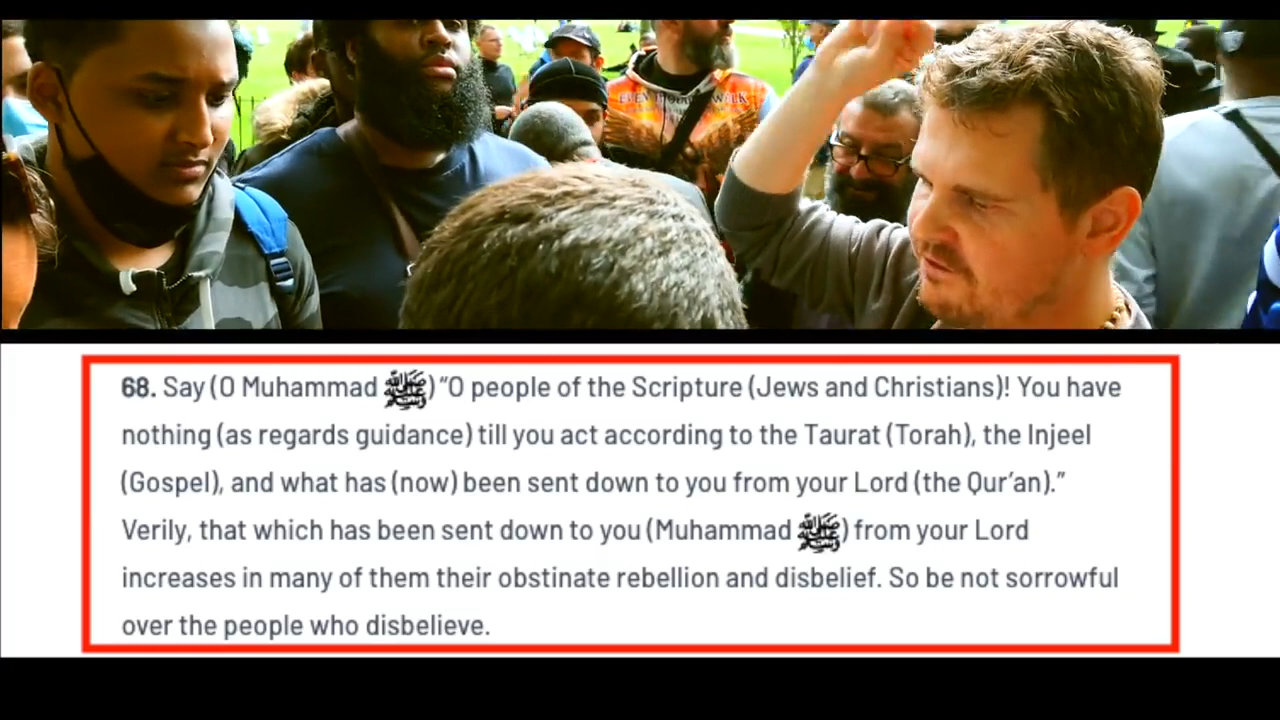 EVEN THOUGH I WALK
68. Say (O Muhammad ﷺ) “O people of the Scripture (Jews and Christians)! You have
nothing (as regards guidance) till you act according to the Taurat (Torah), the Injeel
(Gospel), and what has (now) been sent down to you from your Lord (the Qur’an).”
Verily, that which has been sent down to you (Muhammad ﷺ) from your Lord
increases in many of them their obstinate rebellion and disbelief. So be not sorrowful
over the people who disbelieve.